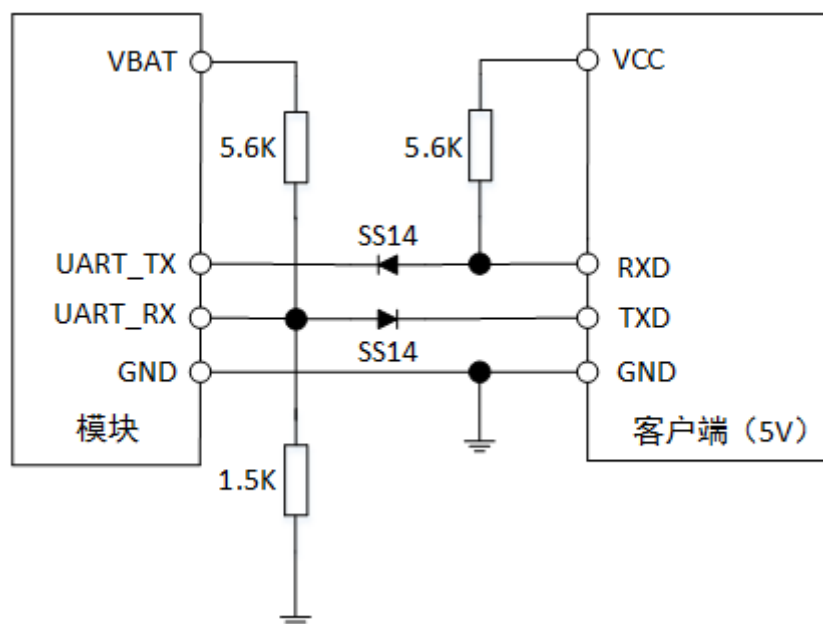 VBAT
VCC
5.6K
5.6K
SS14
UART_TX
RXD
UART_RX
TXD
SS14
GND
GND
模块
客户端（5V）
1.5K